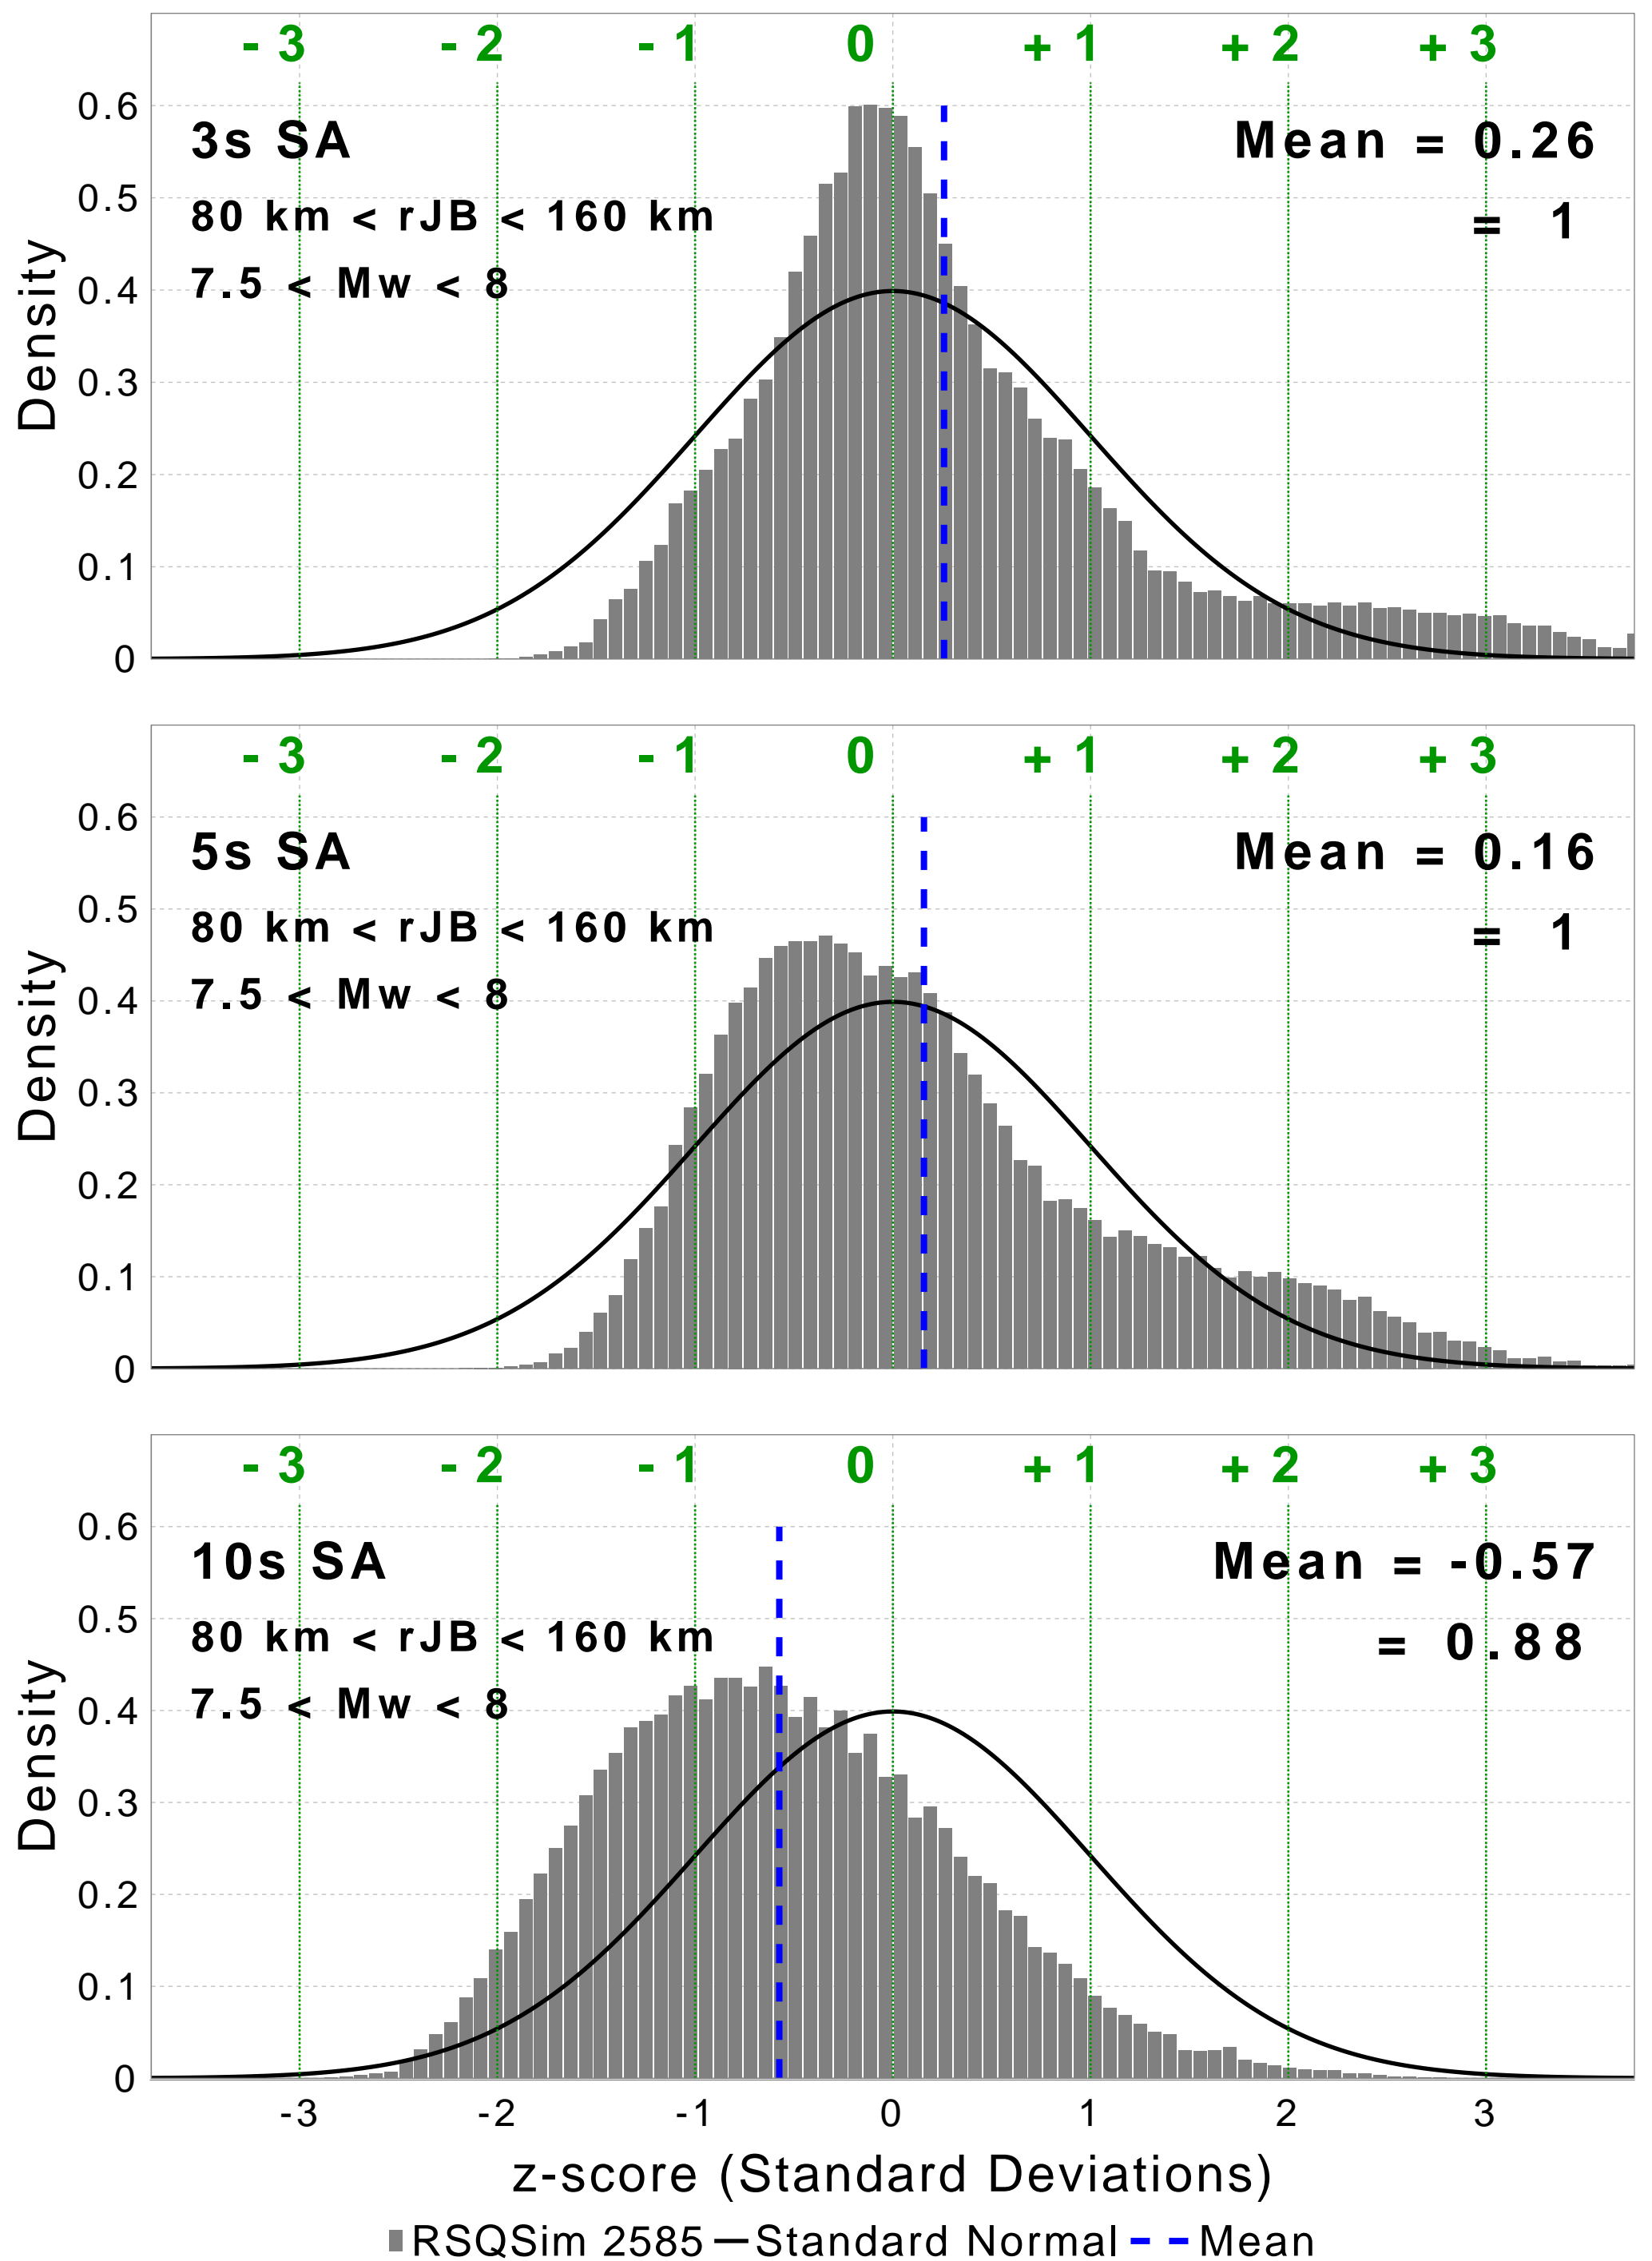 - 3 - 2 - 1 0 + 1 + 2 + 3
0.6
3s SA Mean = 0.26
0.5
80 km < rJB < 160 km = 1
7.5 < Mw < 8
0.4
Density
0.3
0.2
0.1
0
- 3 - 2 - 1 0 + 1 + 2 + 3
0.6
5s SA Mean = 0.16
0.5
80 km < rJB < 160 km = 1
7.5 < Mw < 8
0.4
Density
0.3
0.2
0.1
0
- 3 - 2 - 1 0 + 1 + 2 + 3
0.6
10s SA Mean = -0.57
0.5
80 km < rJB < 160 km = 0.88
7.5 < Mw < 8
0.4
Density
0.3
0.2
0.1
0
-3 -2 -1 0 1 2 3
z-score (Standard Deviations)
RSQSim 2585 Standard Normal Mean